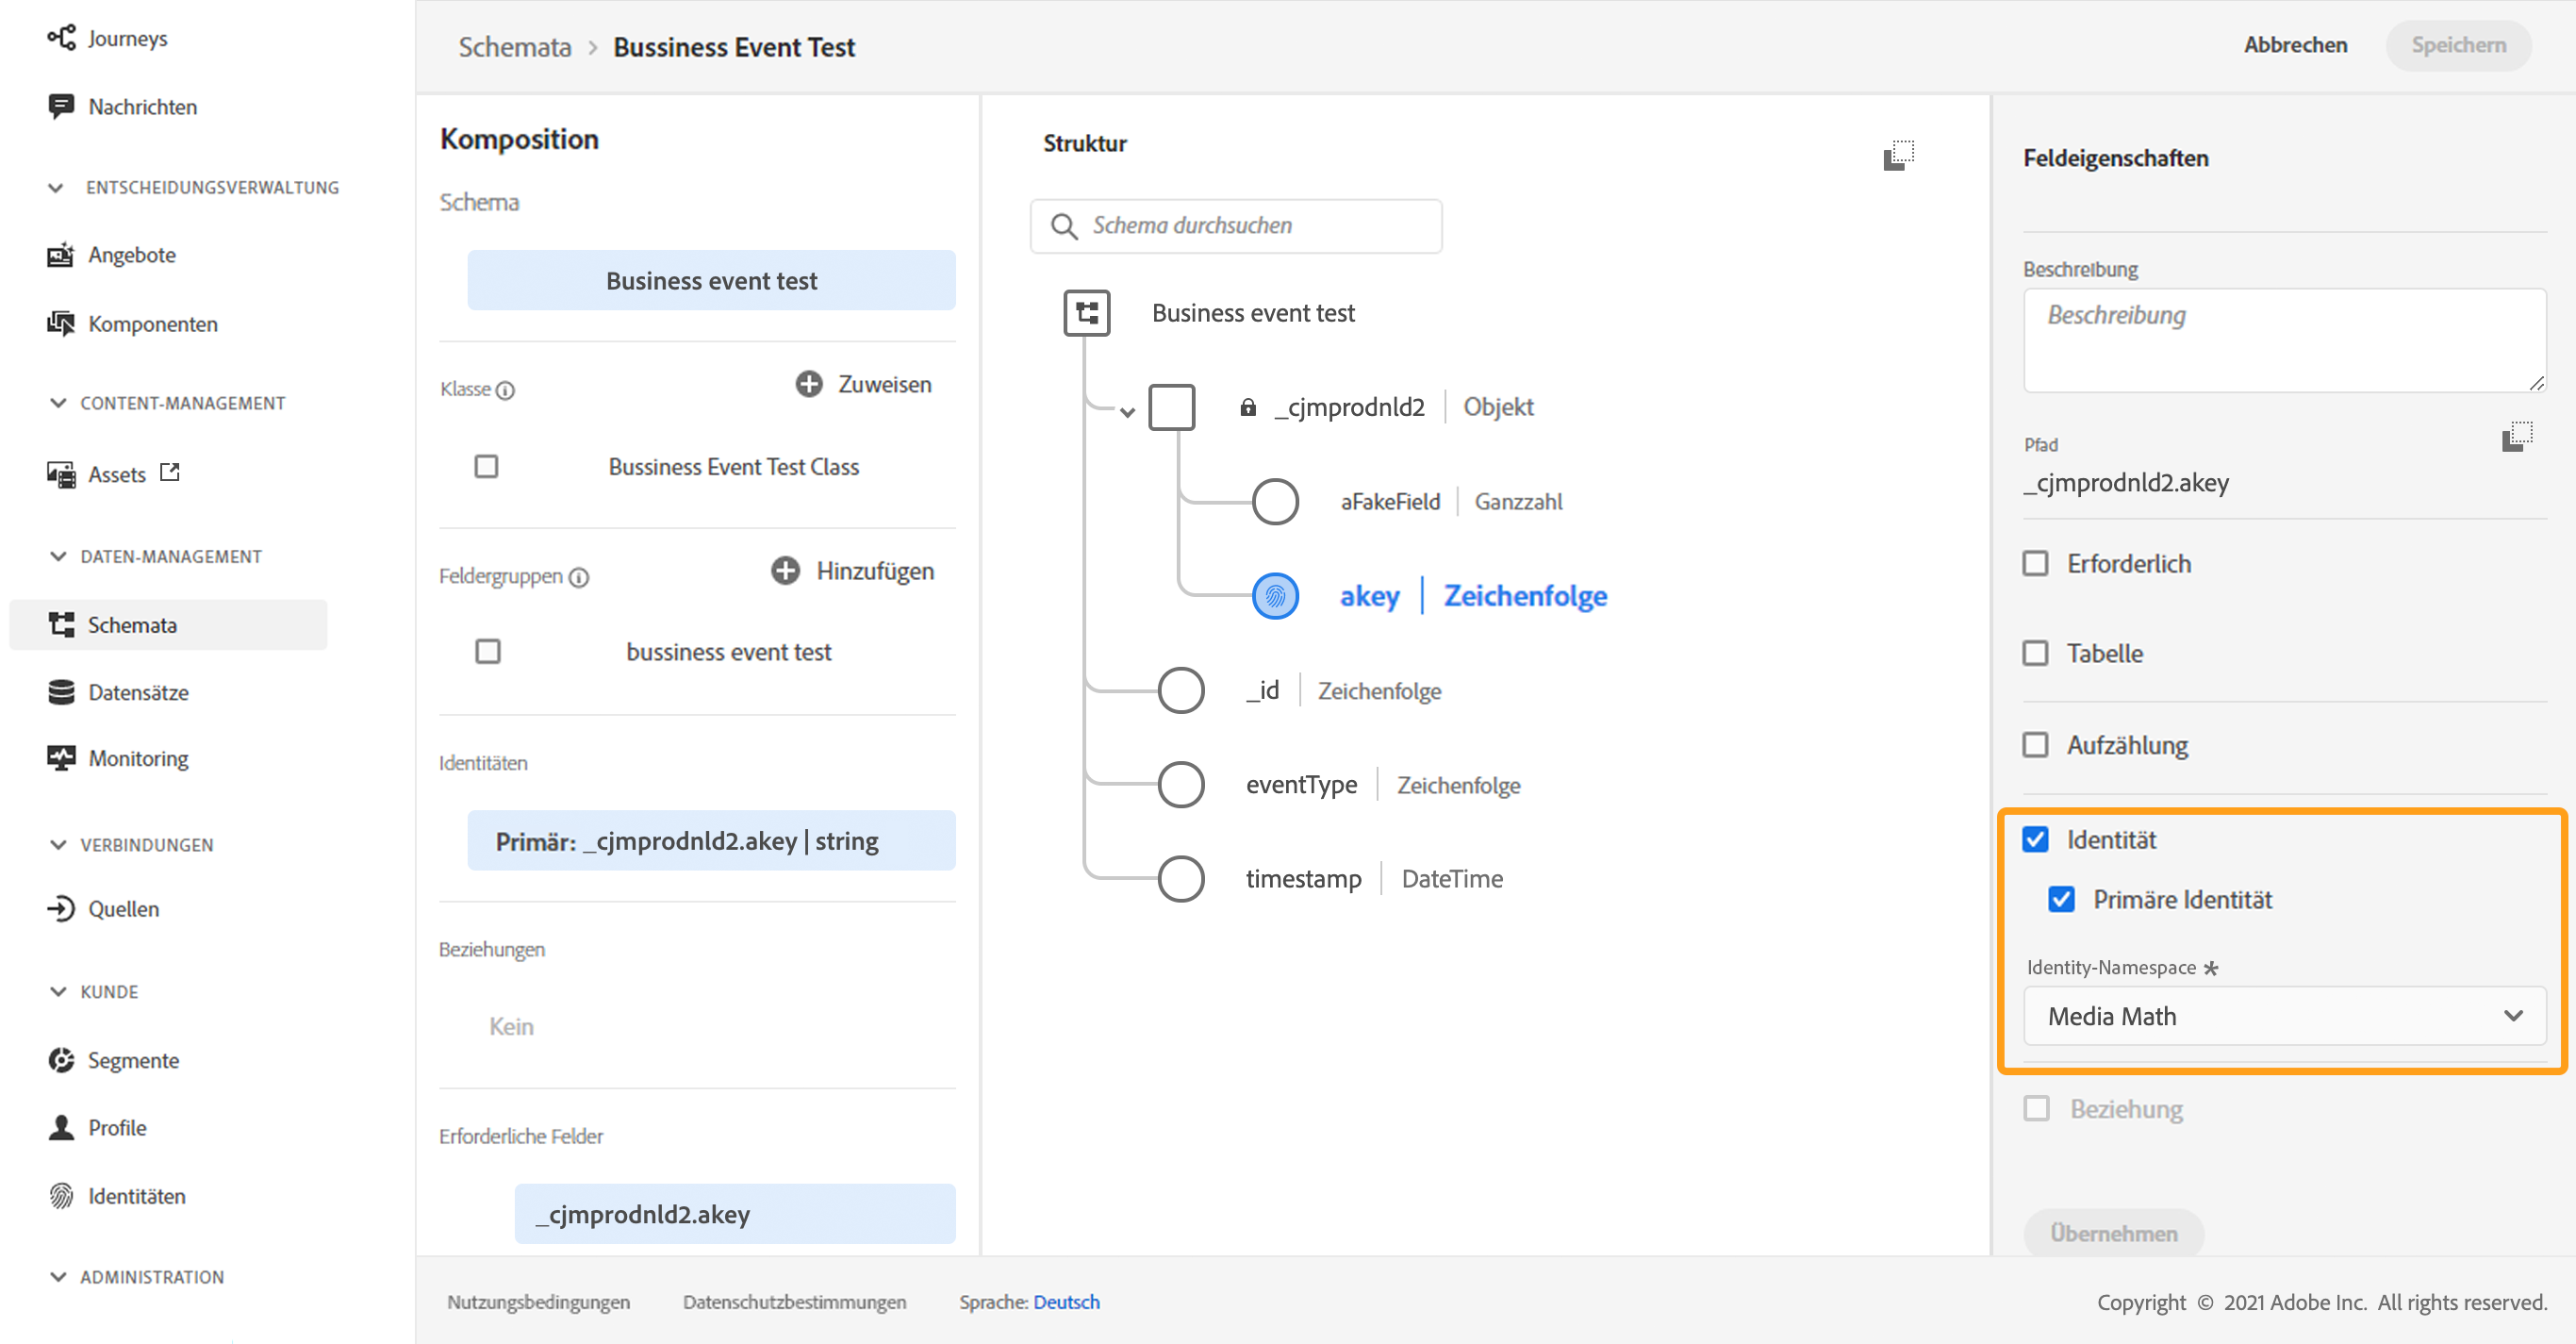 Journeys
Nachrichten
ENTSCHEIDUNGSVERWALTUNG
Angebote
Komponenten
CONTENT-MANAGEMENT
Assets
DATEN-MANAGEMENT
Schemata
Datensätze
Monitoring
VERBINDUNGEN
Quellen
KUNDE
Segmente
Profile
Identitäten
ADMINISTRATION
Schemata > Bussiness Event Test
Abbrechen
Speichern
Komposition
Schema
Business event test
Klasse
Zuweisen
Bussiness Event Test Class
Feldergruppen
Hinzufügen
bussiness event test
Identitäten
Primär: _cjmprodnld2.akey | string
Beziehungen
Kein
Erforderliche Felder
_cjmprodnld2.akey
Struktur
Schema durchsuchen
Business event test
_cjmprodnld2 | Objekt
aFakeField | Ganzzahl
akey | Zeichenfolge
_id | Zeichenfolge
eventType | Zeichenfolge
timestamp | DateTime
Feldeigenschaften
Beschreibung
Beschreibung
Pfad
_cjmprodnld2.akey
Erforderlich
Tabelle
Aufzählung
Identität
Primäre Identität
Identity-Namespace *
Media Math
Beziehung
Übernehmen
Nutzungsbedingungen
Datenschutzbestimmungen
Sprache: Deutsch
Copyright © 2021 Adobe Inc. All rights reserved.